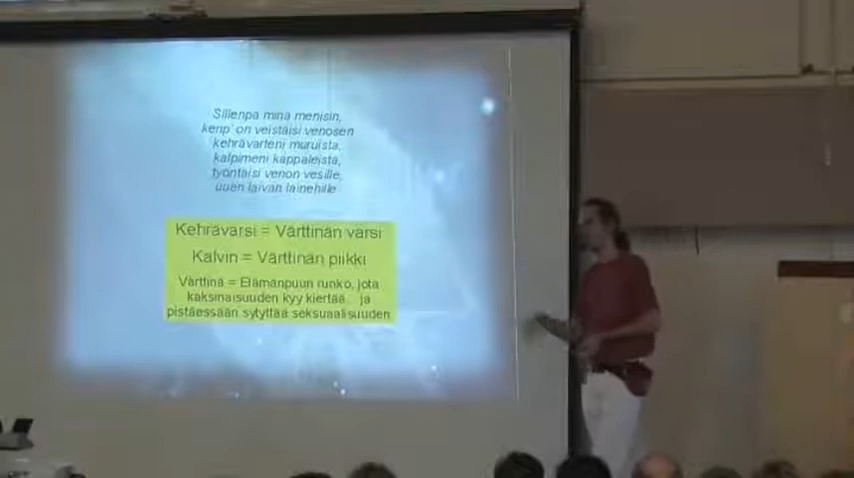 Sillenpä minä menisin,
kenp' on veistäisi venosen
kehrävarteni muruista,
kalpimeni kappaleista,
työntäisi venon vesille,
uuen laivan lainehille
Kehrävarsi = Värttinän varsi
Kalvin = Värttinän piikki
Värttinä = Elämänpuun runko, jota
kaksinaisuuden kyy kiertää ja
pistäessään sytyttää seksuaalisuuden